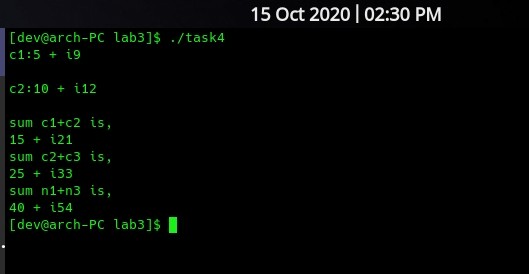 15 Oct 2020 | 02:30 PM
[dev@arch-PC lab3]$ ./task4
c1:5 + i9
c2:10 + i12
sum c1+c2 is,
15 + i21
sum c2+c3 is,
25 + i33
sum n1+n3 is,
40 + i54
[dev@arch-PC lab3]$